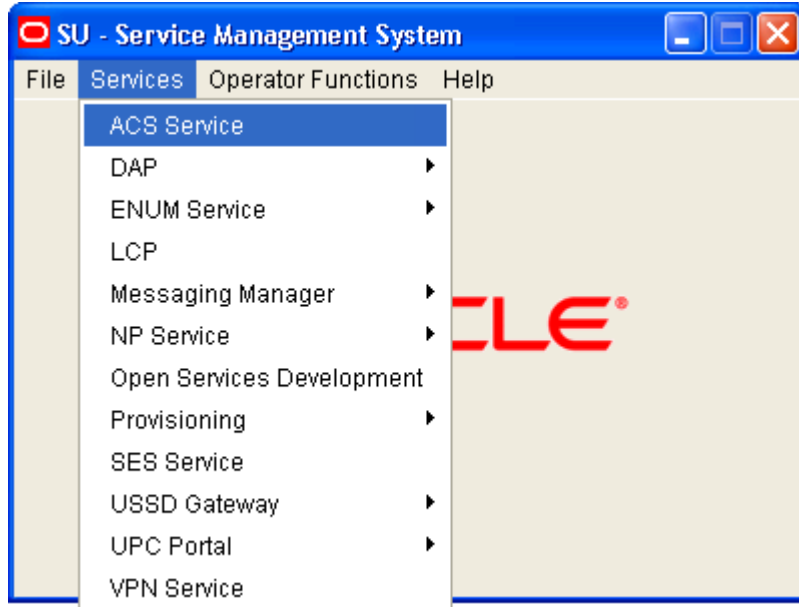 SU - Service Management System
File Services Operator Functions Help
ACS Service
DAP
ENUM Service
LCP
Messaging Manager
NP Service
CLE®
Open Services Development
Provisioning
SES Service
USSD Gateway
UPC Portal
VPN Service